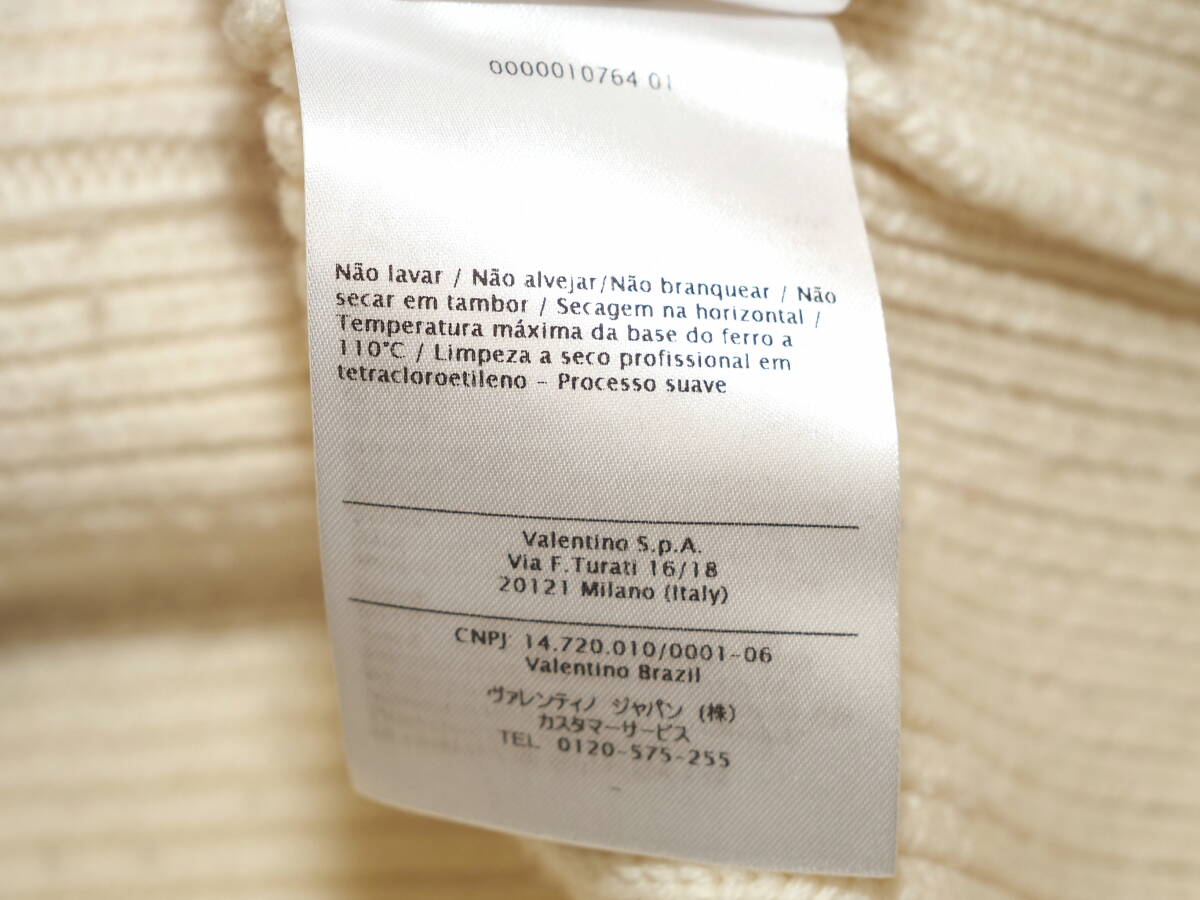 0000010764 01
Não lavar / Não alvejar/Não branquear / Não
secar em tambor / Secagem na horizontal /
Temperatura máxima da base do ferro a
110°C / Limpeza a seco profissional em
tetracloroetileno - Processo suave
Valentino S.p.A.
Via F.Turati 16/18
20121 Milano (Italy)
CNPJ 14.720.010/0001-06
Valentino Brazil
ヴァレンティノ ジャパン (株)
カスタマーサービス
TEL 0120-575-255